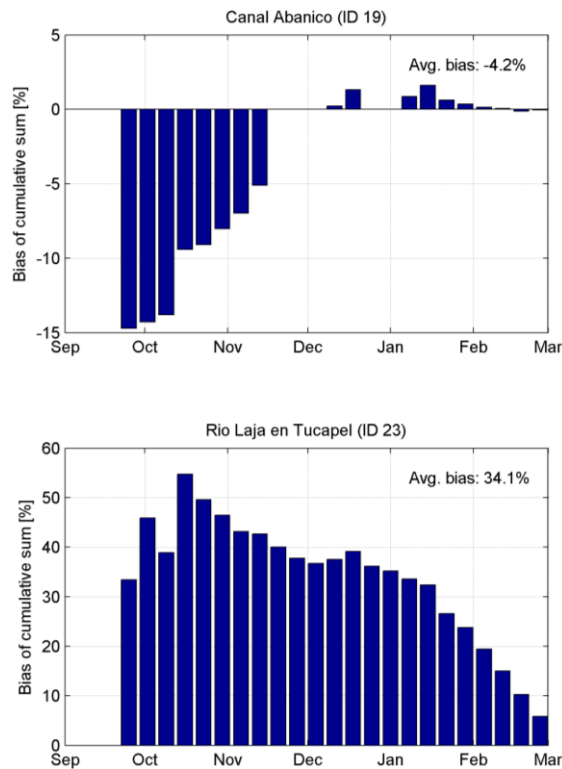 Canal Abanico (ID 19)
5
Avg. bias: -4.2%
0
-5
-10
-15
Bias of cumulative sum [%]
Sep Oct Nov Dec Jan Feb Mar
Rio Laja en Tucapel (ID 23)
60
Avg. bias: 34.1%
50
40
30
20
10
0
Bias of cumulative sum [%]
Sep Oct Nov Dec Jan Feb Mar